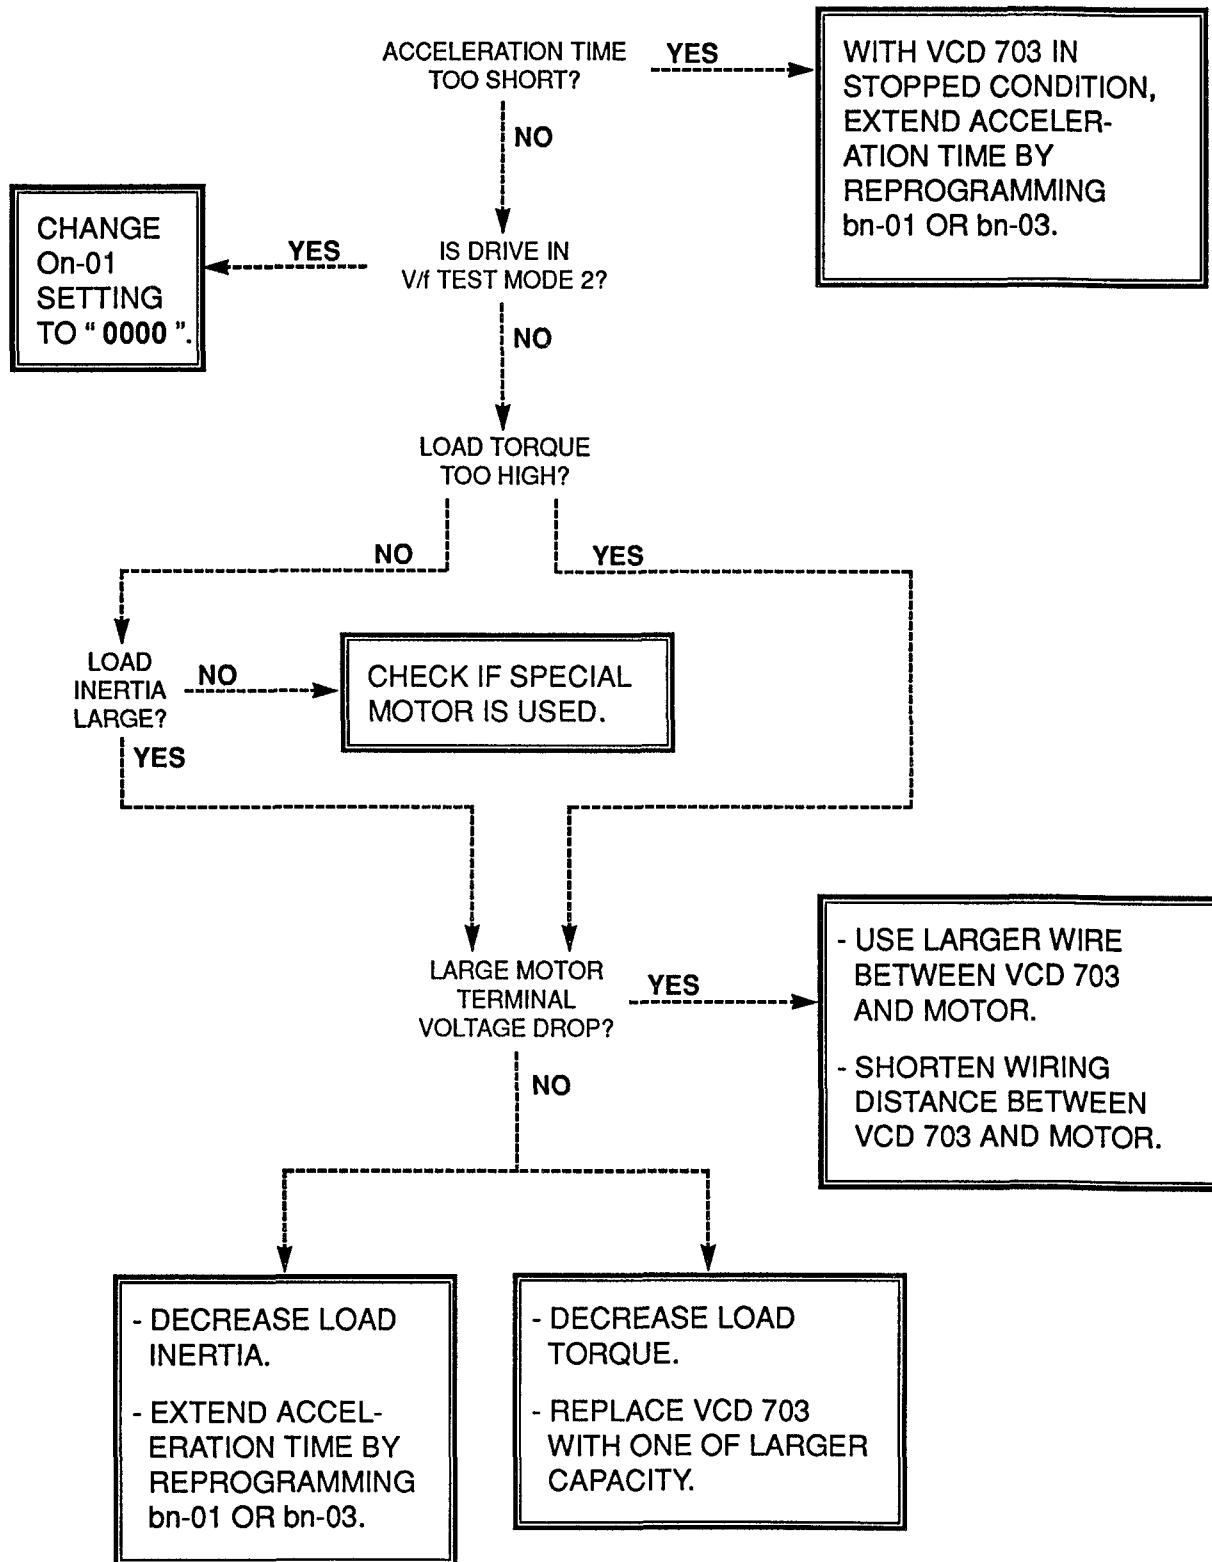 ACCELERATION TIME
TOO SHORT?
YES
WITH VCD 703 IN
STOPPED CONDITION,
EXTEND ACCELER-
ATION TIME BY
REPROGRAMMING
bn-01 OR bn-03.
NO
CHANGE
On-01
SETTING
TO " 0000 ".
YES
IS DRIVE IN
V/f TEST MODE 2?
NO
LOAD TORQUE
TOO HIGH?
NO
YES
LOAD
INERTIA
LARGE?
NO
CHECK IF SPECIAL
MOTOR IS USED.
YES
LARGE MOTOR
TERMINAL
VOLTAGE DROP?
YES
- USE LARGER WIRE
BETWEEN VCD 703
AND MOTOR.
- SHORTEN WIRING
DISTANCE BETWEEN
VCD 703 AND MOTOR.
NO
- DECREASE LOAD
INERTIA.
- EXTEND ACCEL-
ERATION TIME BY
REPROGRAMMING
bn-01 OR bn-03.
- DECREASE LOAD
TORQUE.
- REPLACE VCD 703
WITH ONE OF LARGER
CAPACITY.